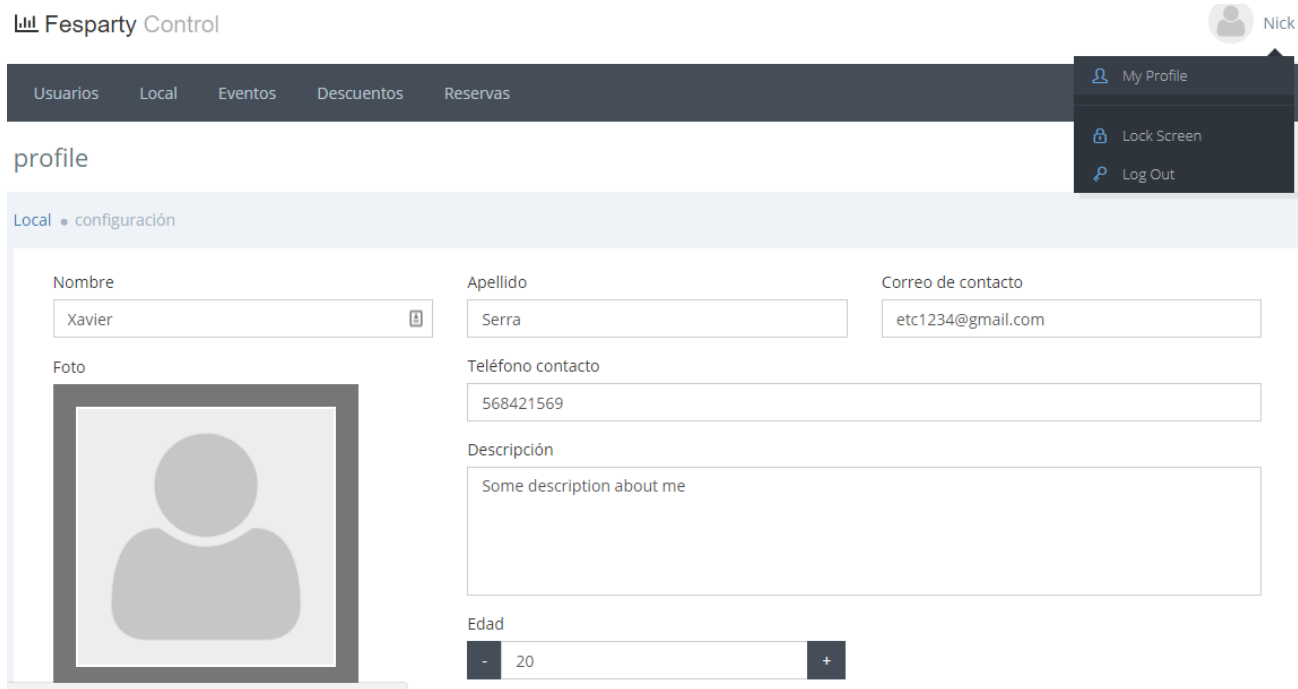 Fesparty Control
Nick
My Profile
Usuarios Local Eventos Descuentos Reservas
Lock Screen
profile
Log Out
Local • configuración
Nombre Apellido Correo de contacto
Xavier Serra etc1234@gmail.com
Foto Teléfono contacto
568421569
Descripción
Some description about me
Edad
- 20 +